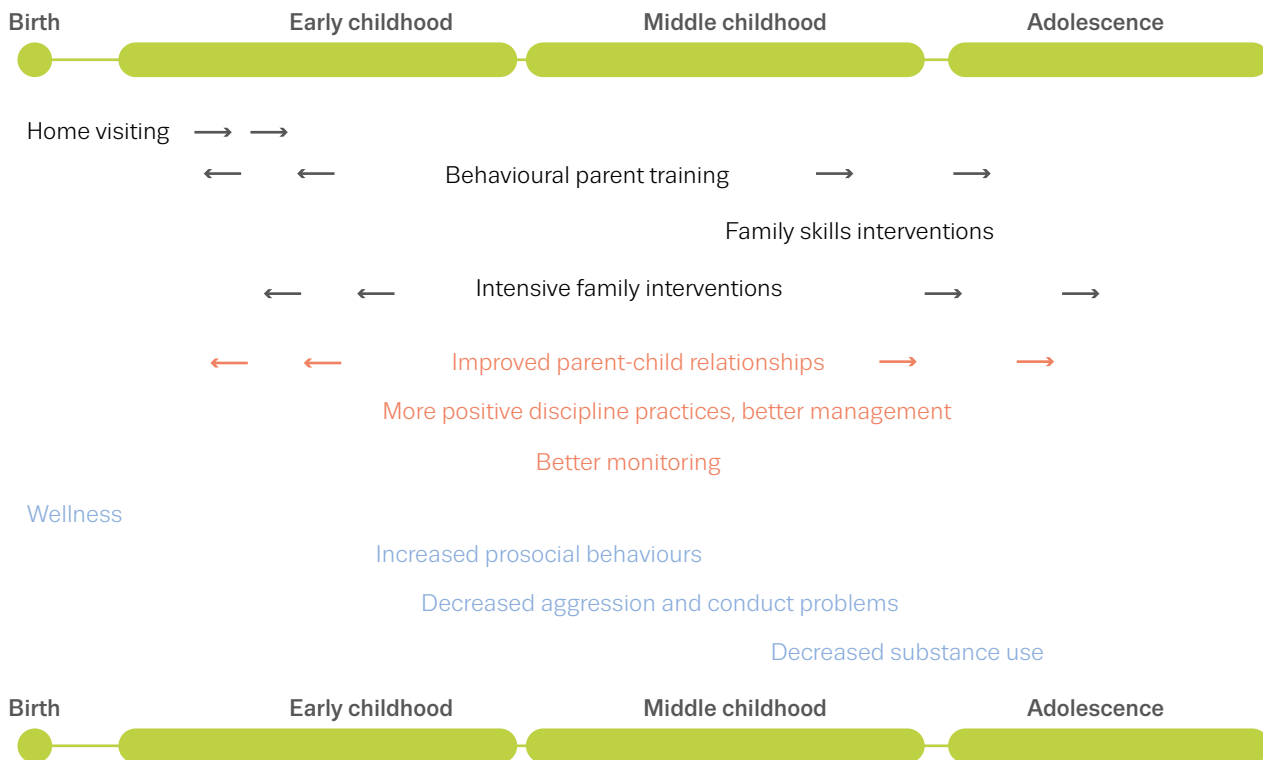 Birth Early childhood Middle childhood Adolescence
Home visiting → →
← ← Behavioural parent training → →
Family skills interventions
← ← Intensive family interventions → →
← ← Improved parent-child relationships → →
More positive discipline practices, better management
Better monitoring
Wellness
Increased prosocial behaviours
Decreased aggression and conduct problems
Decreased substance use
Birth Early childhood Middle childhood Adolescence